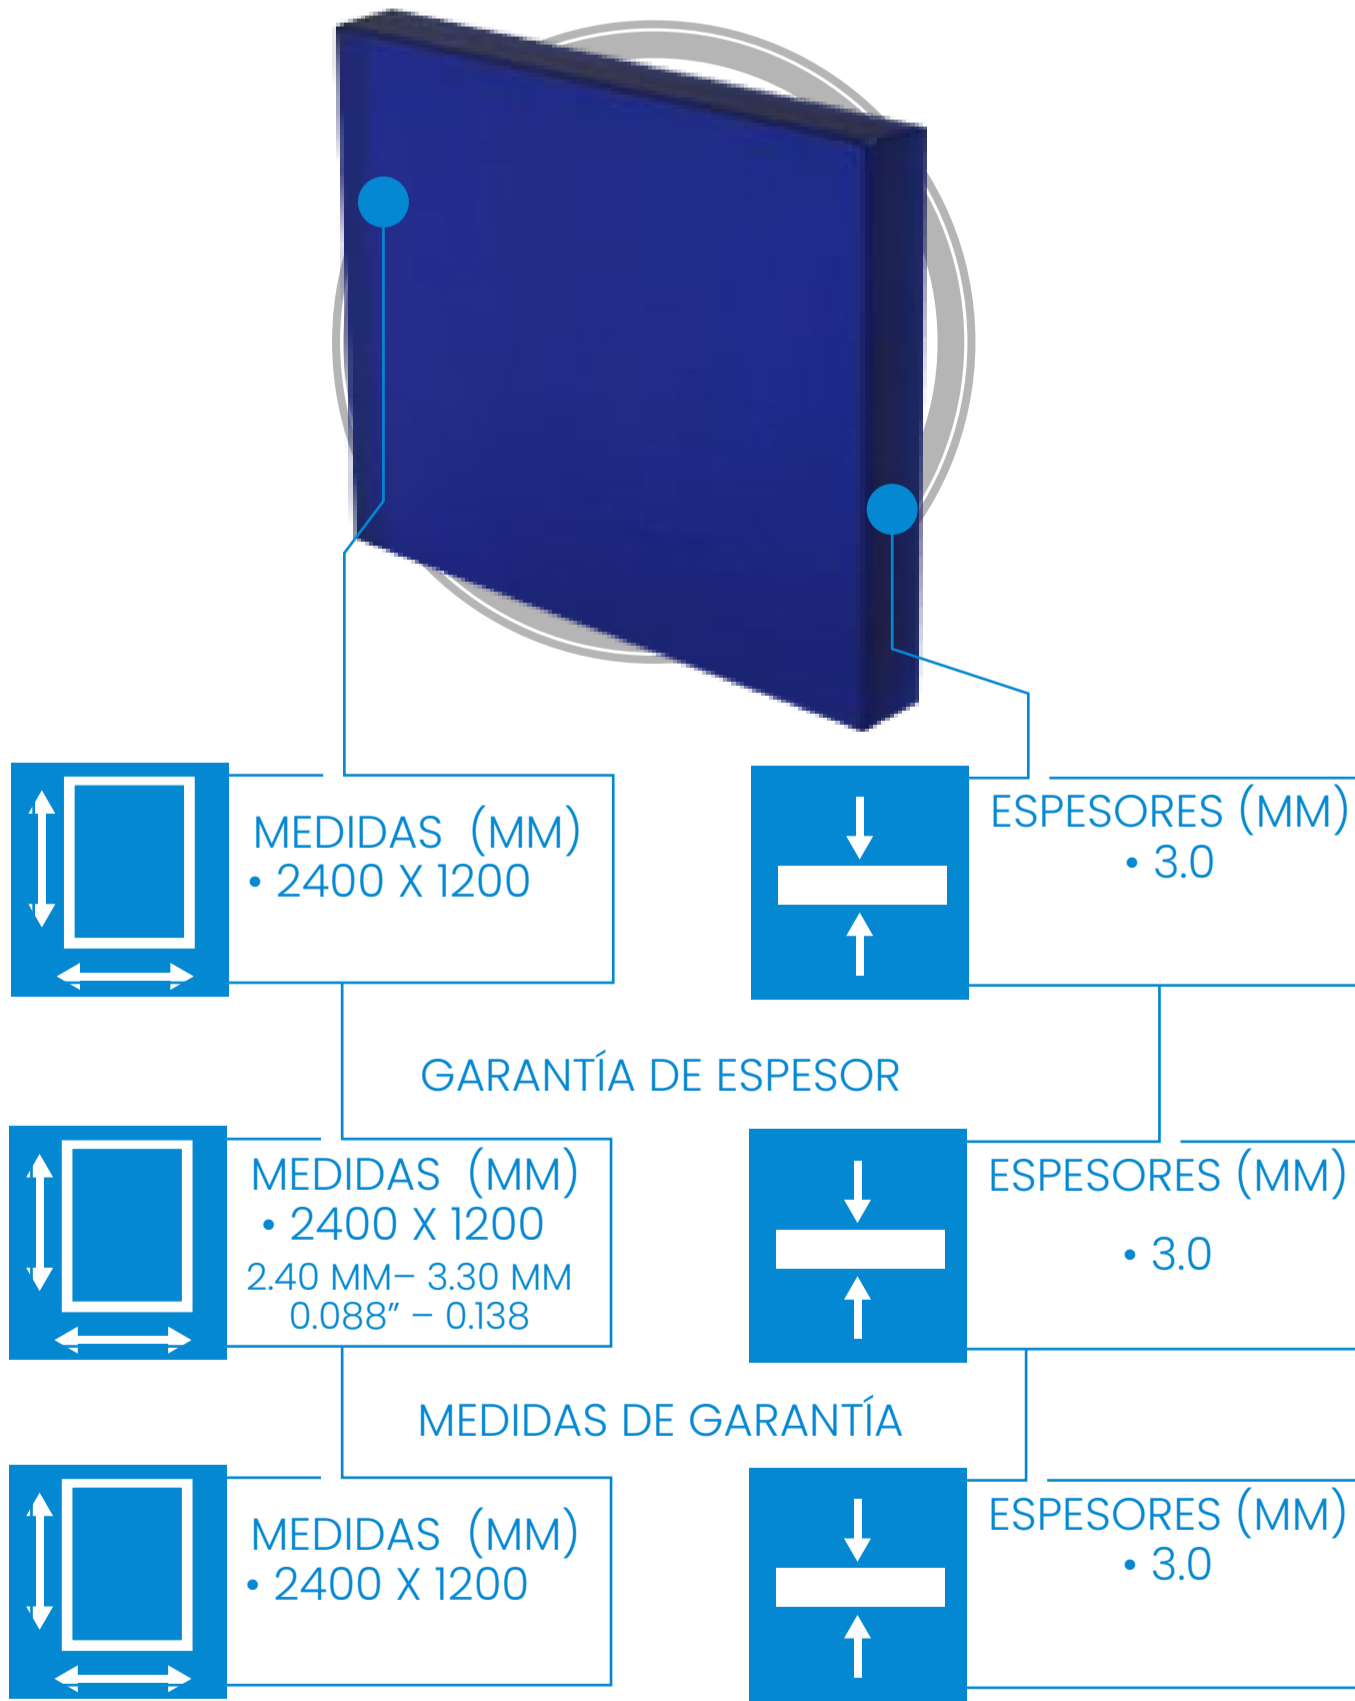 MEDIDAS (MM)
• 2400 X 1200
ESPESORES (MM)
• 3.0
GARANTÍA DE ESPESOR
MEDIDAS (MM)
• 2400 X 1200
2.40 MM– 3.30 MM
0.088” – 0.138
ESPESORES (MM)
• 3.0
MEDIDAS DE GARANTÍA
MEDIDAS (MM)
• 2400 X 1200
ESPESORES (MM)
• 3.0